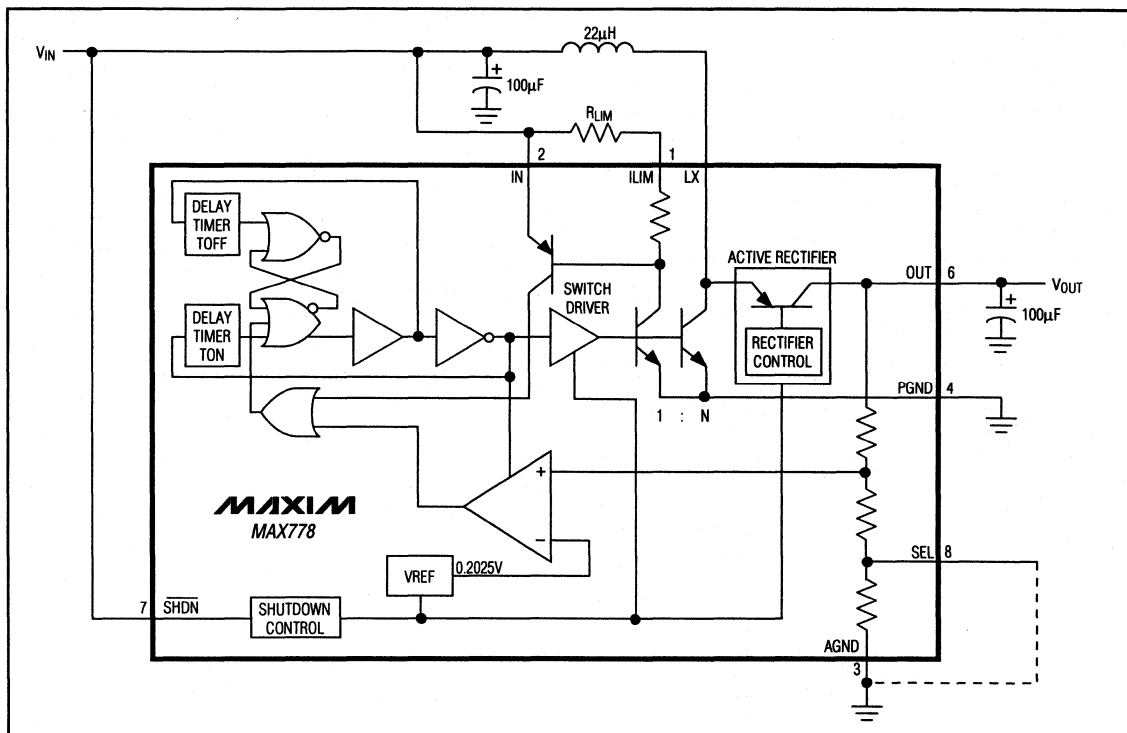 22µH
VIN
+
100µF
RLIM
2
1
IN
ILIM
LX
DELAY
TIMER
TOFF
ACTIVE RECTIFIER
OUT
6
VOUT
SWITCH
DRIVER
+
100µF
DELAY
TIMER
TON
RECTIFIER
CONTROL
PGND
4
1 : N
+
MAXIM
MAX778
−
SEL
8
VREF
0.2025V
7
SHDN
SHUTDOWN
CONTROL
AGND
3